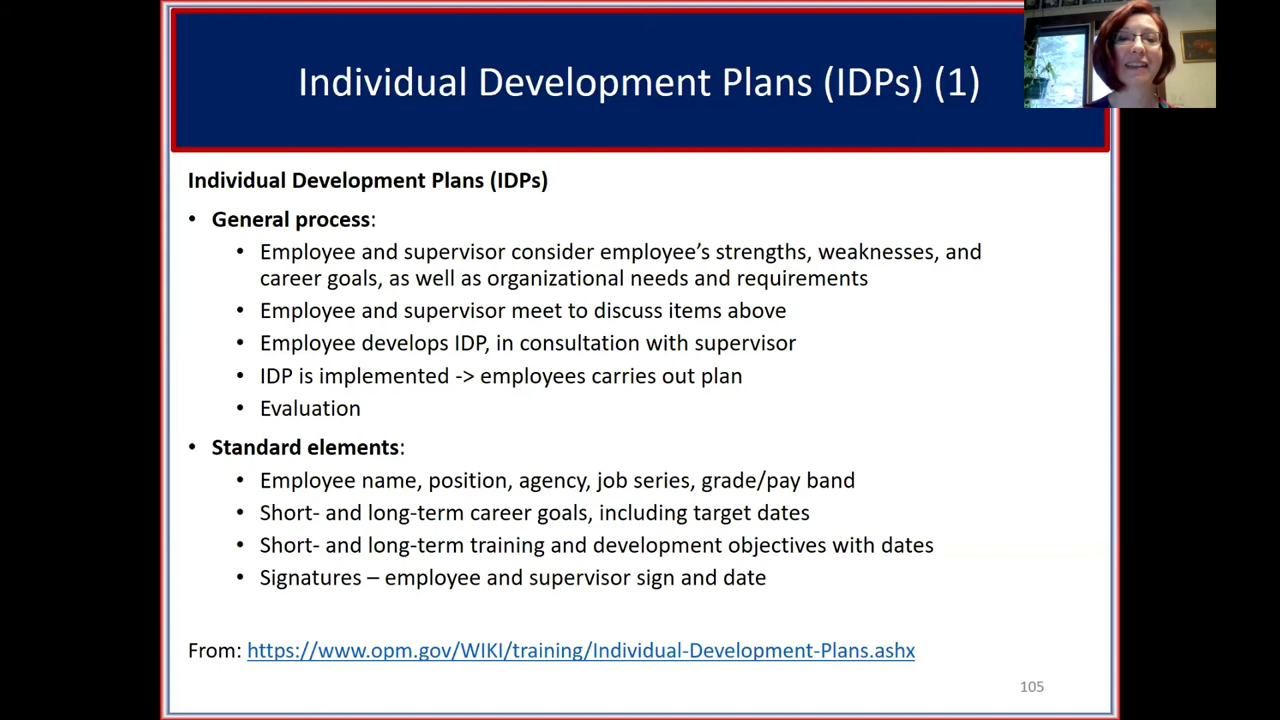 Individual Development Plans (IDPs) (1)
Individual Development Plans (IDPs)
• General process:
• Employee and supervisor consider employee’s strengths, weaknesses, and
career goals, as well as organizational needs and requirements
• Employee and supervisor meet to discuss items above
• Employee develops IDP, in consultation with supervisor
• IDP is implemented -> employees carries out plan
• Evaluation
• Standard elements:
• Employee name, position, agency, job series, grade/pay band
• Short- and long-term career goals, including target dates
• Short- and long-term training and development objectives with dates
• Signatures – employee and supervisor sign and date
From: https://www.opm.gov/WIKI/training/Individual-Development-Plans.ashx
105